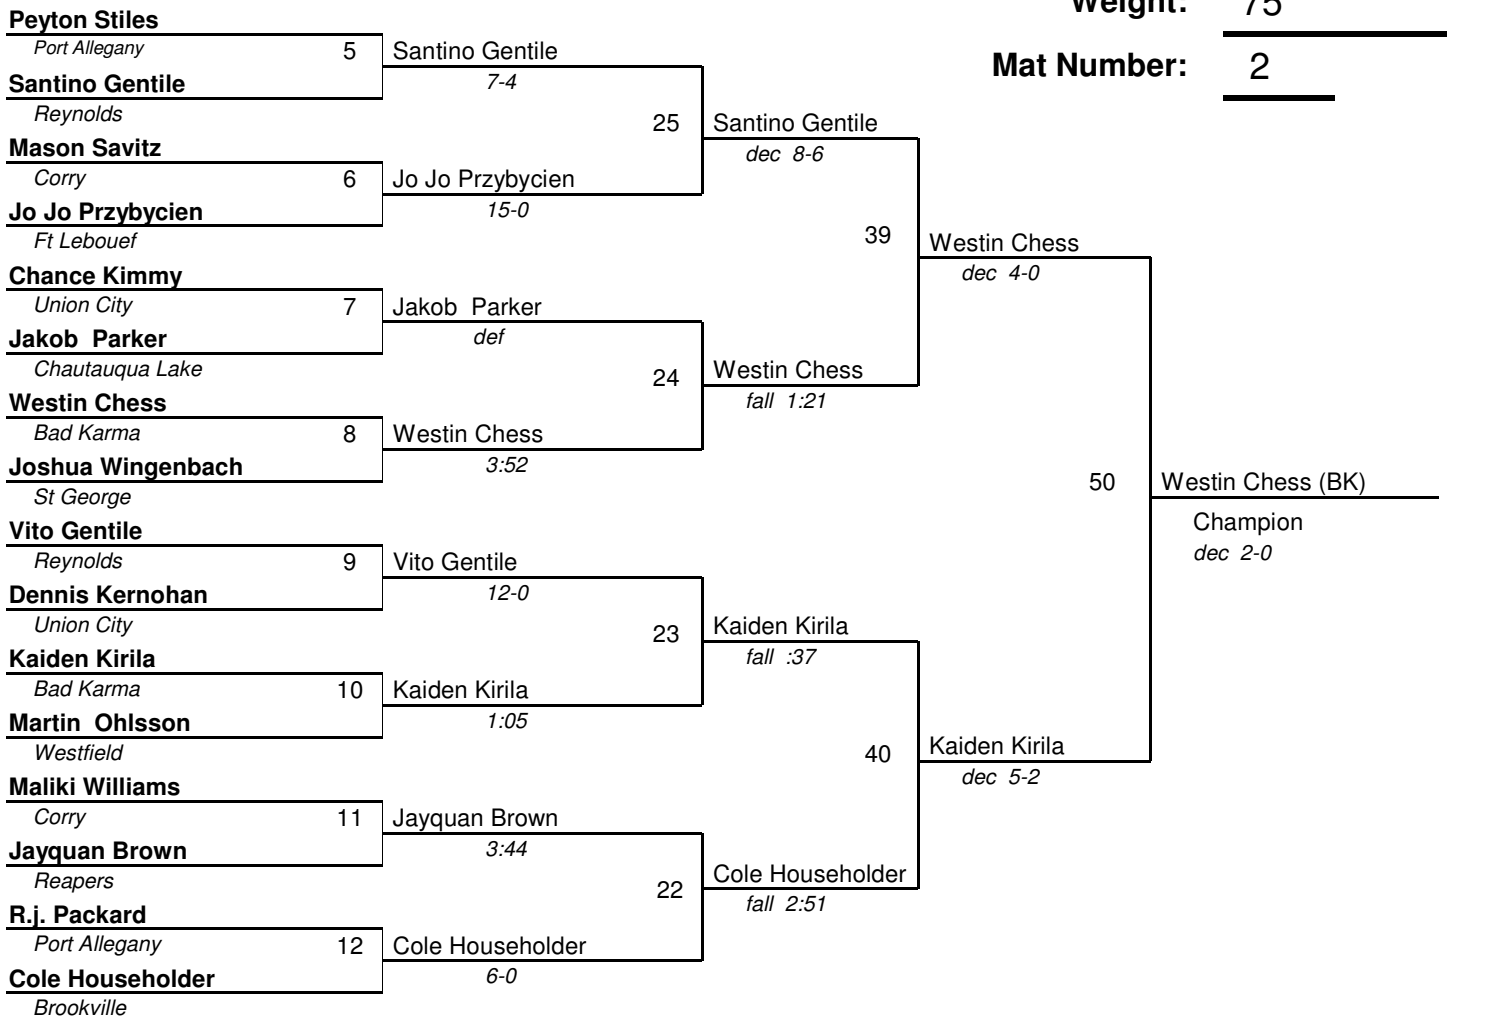 Weight: 75
Mat Number: 2
Peyton Stiles
Port Allegany
5
Santino Gentile
Reynolds
Santino Gentile
7-4
Mason Savitz
Corry
6
Jo Jo Przybycien
Ft Lebouef
Jo Jo Przybycien
15-0
25
Santino Gentile
dec 8-6
Chance Kimmy
Union City
7
Jakob Parker
Chautauqua Lake
Jakob Parker
def
Westin Chess
Bad Karma
8
Joshua Wingenbach
St George
Westin Chess
3:52
24
Westin Chess
fall 1:21
39
Westin Chess
dec 4-0
Vito Gentile
Reynolds
9
Dennis Kernohan
Union City
Vito Gentile
12-0
Kaiden Kirila
Bad Karma
10
Martin Ohlsson
Westfield
Kaiden Kirila
1:05
23
Kaiden Kirila
fall :37
Maliki Williams
Corry
11
Jayquan Brown
Reapers
Jayquan Brown
3:44
R.j. Packard
Port Allegany
12
Cole Householder
Brookville
Cole Householder
6-0
22
Cole Householder
fall 2:51
40
Kaiden Kirila
dec 5-2
50
Westin Chess (BK)
Champion
dec 2-0